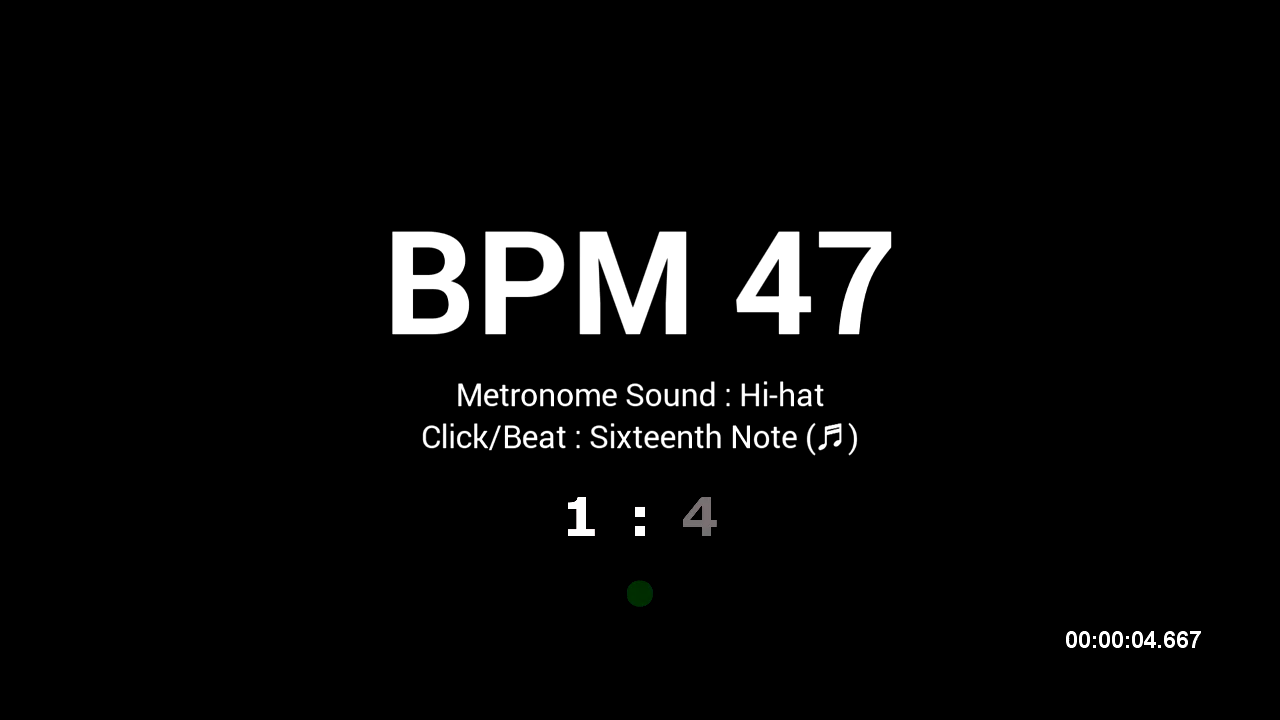 BPM 47
Metronome Sound : Hi-hat
Click/Beat : Sixteenth Note (♬)
1 : 4
00:00:04.667